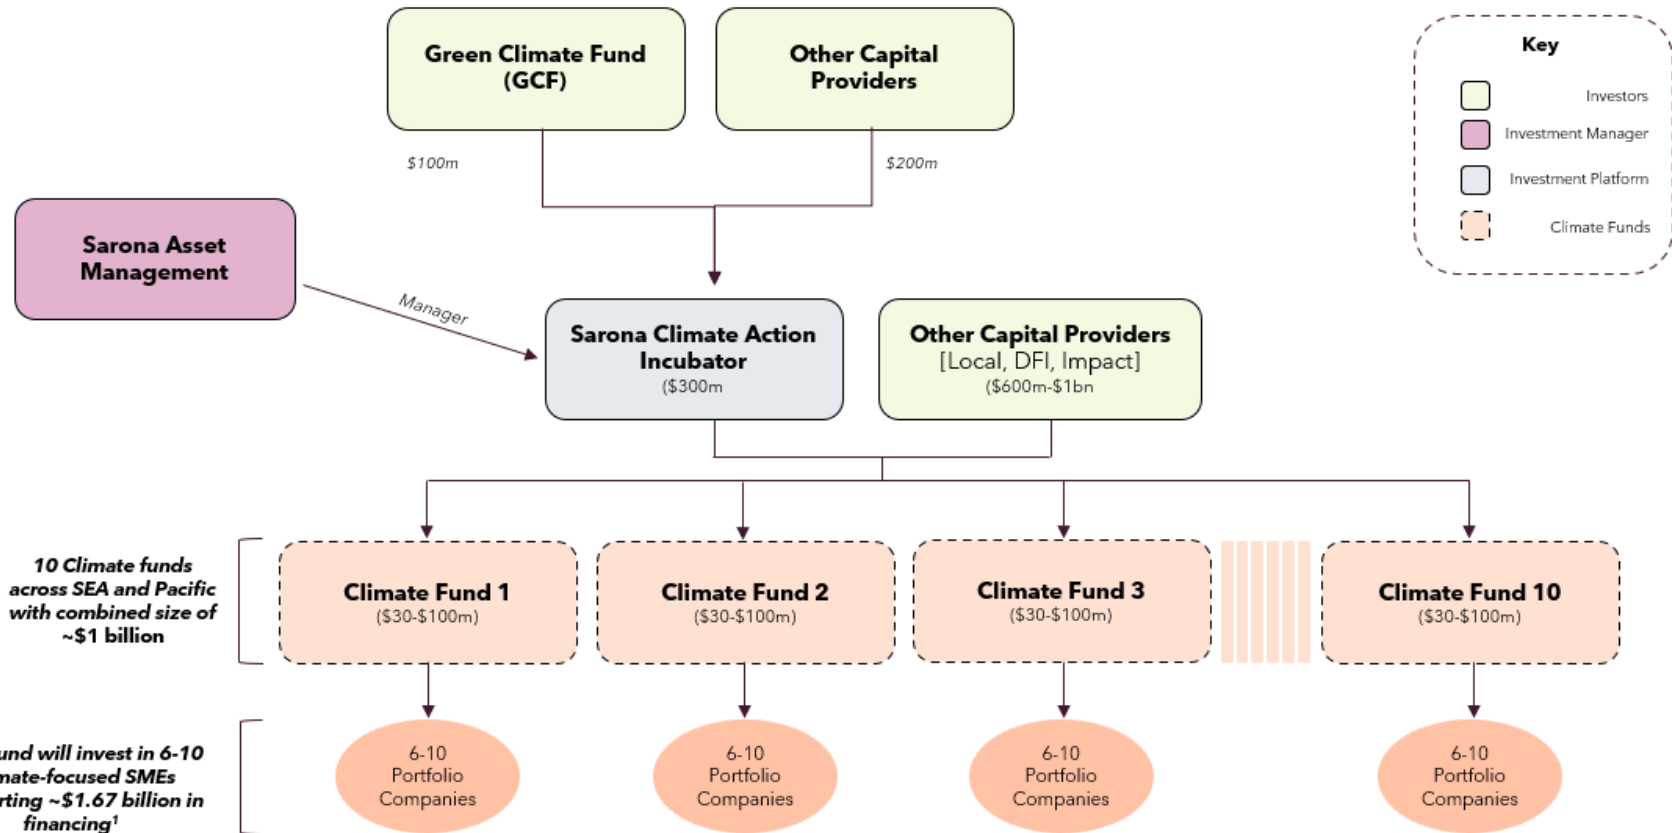 Green Climate Fund
(GCF)
Other Capital
Providers
Key
Investors
Investment Manager
Investment Platform
Climate Funds
$100m
$200m
Sarona Asset
Management
Manager
Sarona Climate Action
Incubator
($300m
Other Capital Providers
[Local, DFI, Impact]
($600m-$1bn
10 Climate funds
across SEA and Pacific
with combined size of
~$1 billion
Climate Fund 1
($30-$100m)
Climate Fund 2
($30-$100m)
Climate Fund 3
($30-$100m)
Climate Fund 10
($30-$100m)
will invest in 6-10
SMEs
~$1.67 billion in
financing¹
6-10
Portfolio
Companies
6-10
Portfolio
Companies
6-10
Portfolio
Companies
6-10
Portfolio
Companies